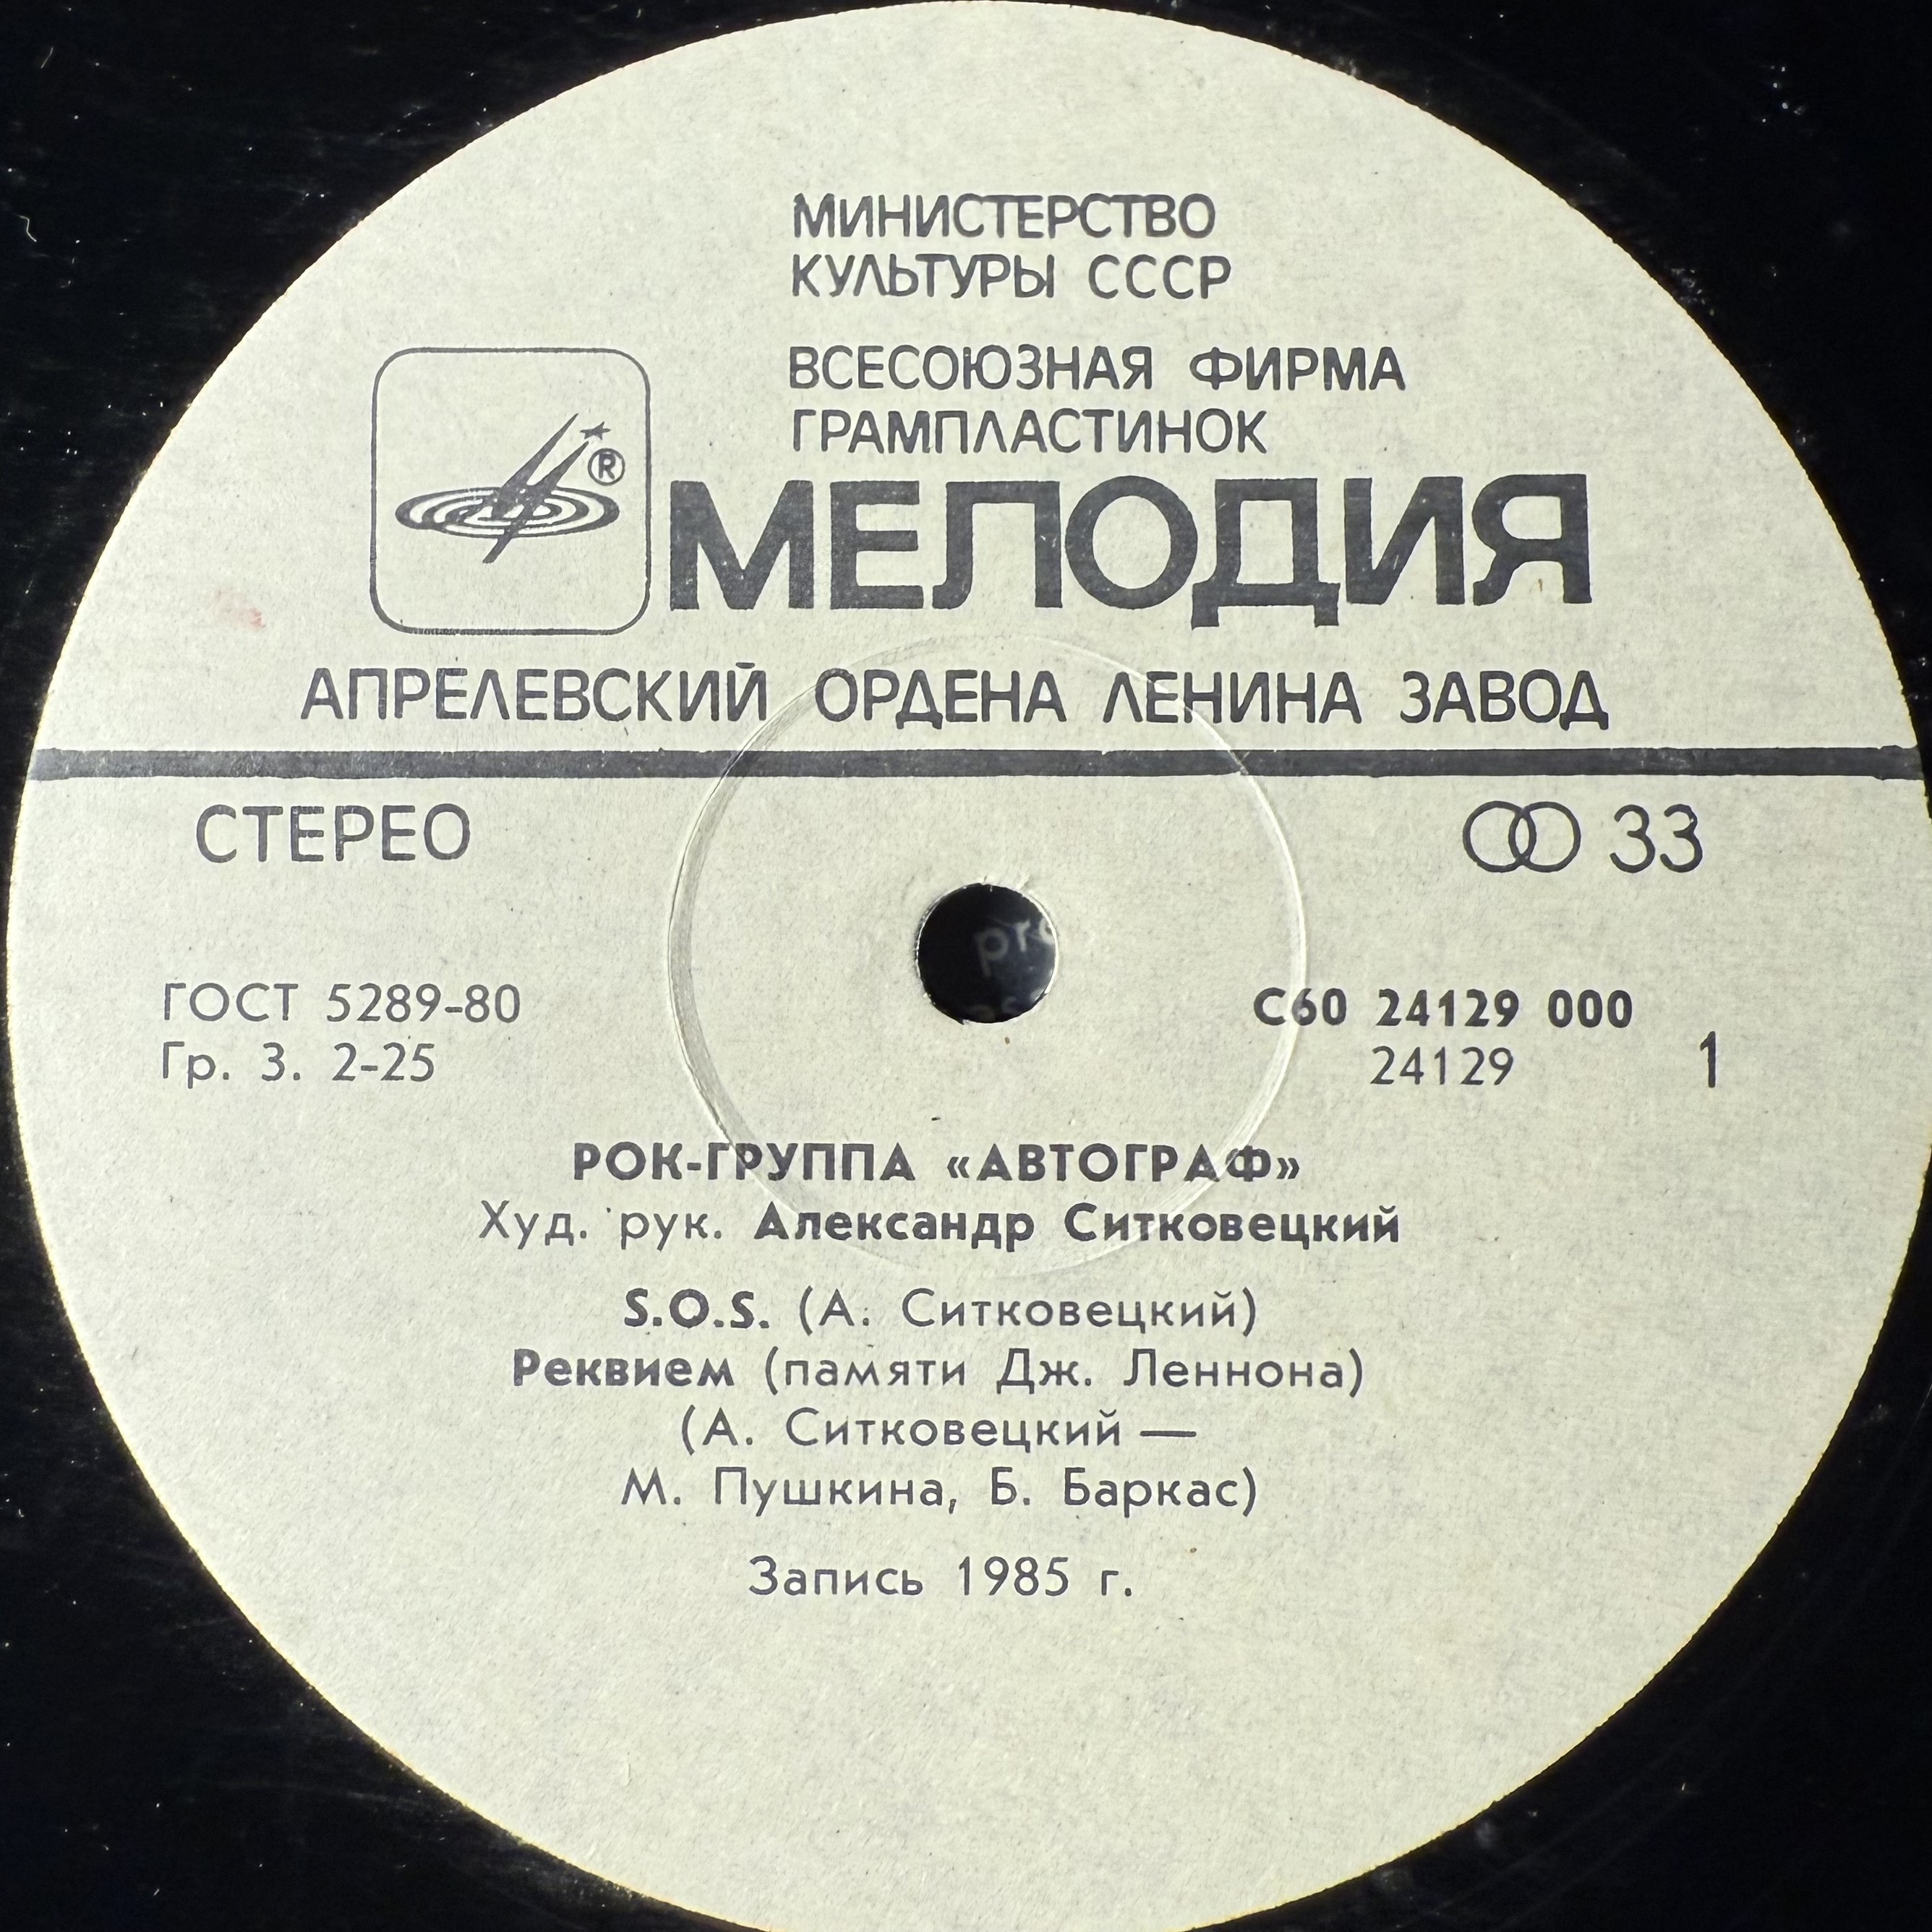 МИНИСТЕРСТВО
КУЛЬТУРЫ СССР
ВСЕСОЮЗНАЯ ФИРМА
ГРАМПЛАСТИНОК
®
МЕЛОДИЯ
АПРЕЛЕВСКИЙ ОРДЕНА ЛЕНИНА ЗАВОД
СТЕРЕО
33
ГОСТ 5289-80
Гр. 3. 2-25
С60 24129 000
24129
1
РОК-ГРУППА «АВТОГРАФ»
Худ. рук. Александр Ситковецкий
S.O.S. (А. Ситковецкий)
Реквием (памяти Дж. Леннона)
(А. Ситковецкий —
М. Пушкина, Б. Баркас)
Запись 1985 г.